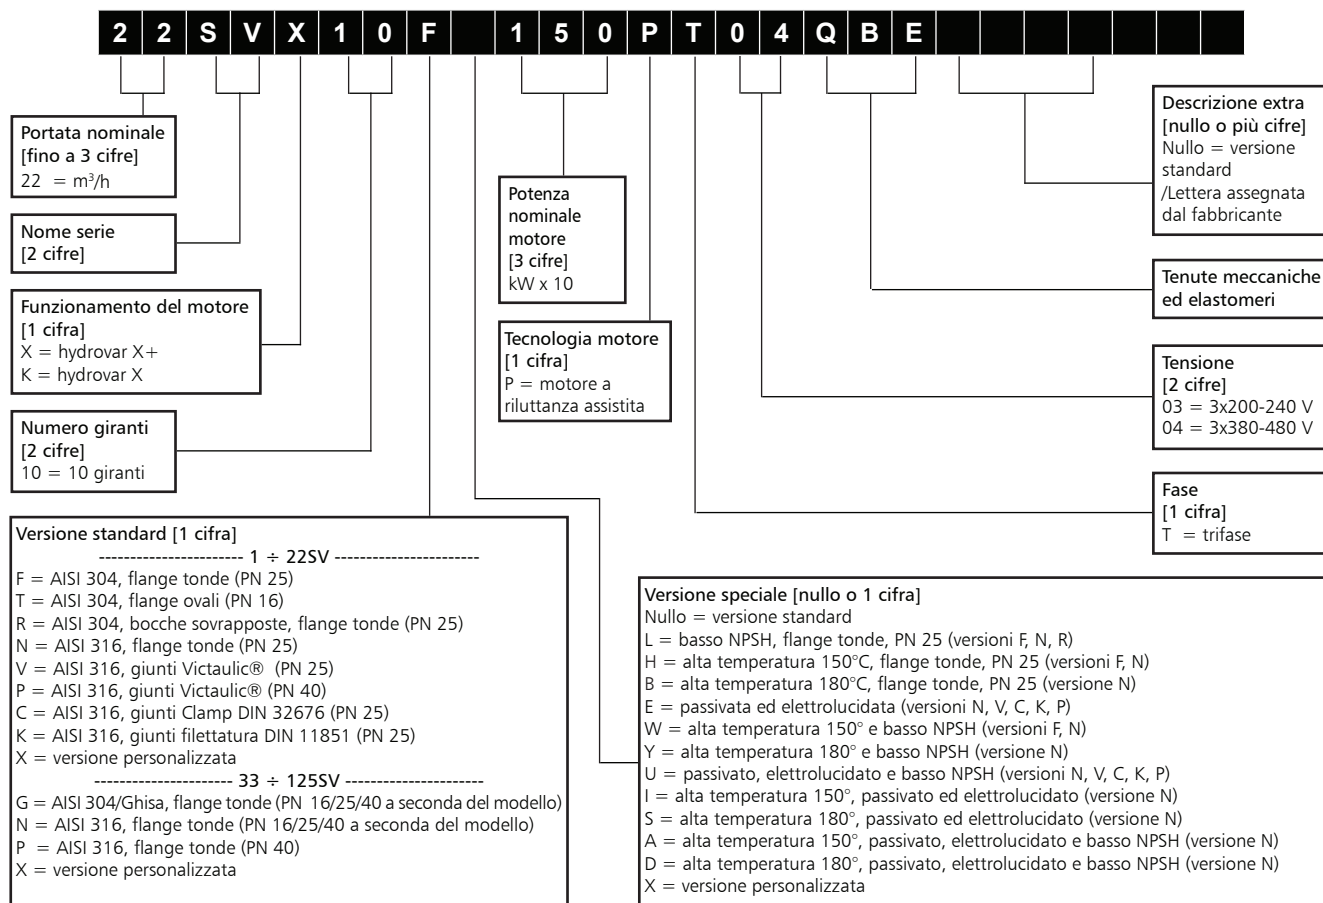 22SVX10F 150PT04QBE
Portata nominale
[fino a 3 cifre]
22 = m³/h
Nome serie
[2 cifre]
Funzionamento del motore
[1 cifra]
X = hydrovar X+
K = hydrovar X
Numero giranti
[2 cifre]
10 = 10 giranti
Potenza
nominale
motore
[3 cifre]
kW x 10
Tecnologia motore
[1 cifra]
P = motore a
riluttanza assistita
Descrizione extra
[nullo o più cifre]
Nullo = versione
standard
/Lettera assegnata
dal fabbricante
Tenute meccaniche
ed elastomeri
Tensione
[2 cifre]
03 = 3x200-240 V
04 = 3x380-480 V
Fase
[1 cifra]
T = trifase
Versione standard [1 cifra]
----------------------- 1 ÷ 22SV -----------------------
F = AISI 304, flange tonde (PN 25)
T = AISI 304, flange ovali (PN 16)
R = AISI 304, bocche sovrapposte, flange tonde (PN 25)
N = AISI 316, flange tonde (PN 25)
V = AISI 316, giunti Victaulic® (PN 25)
P = AISI 316, giunti Victaulic® (PN 40)
C = AISI 316, giunti Clamp DIN 32676 (PN 25)
K = AISI 316, giunti filettatura DIN 11851 (PN 25)
X = versione personalizzata
---------------------- 33 ÷ 125SV ----------------------
G = AISI 304/Ghisa, flange tonde (PN 16/25/40 a seconda del modello)
N = AISI 316, flange tonde (PN 16/25/40 a seconda del modello)
P = AISI 316, flange tonde (PN 40)
X = versione personalizzata
Versione speciale [nullo o 1 cifra]
Nullo = versione standard
L = basso NPSH, flange tonde, PN 25 (versioni F, N, R)
H = alta temperatura 150°C, flange tonde, PN 25 (versioni F, N)
B = alta temperatura 180°C, flange tonde, PN 25 (versione N)
E = passivata ed elettrolucidata (versioni N, V, C, K, P)
W = alta temperatura 150° e basso NPSH (versioni F, N)
Y = alta temperatura 180° e basso NPSH (versione N)
U = passivato, elettrolucidato e basso NPSH (versioni N, V, C, K, P)
I = alta temperatura 150°, passivato ed elettrolucidato (versione N)
S = alta temperatura 180°, passivato ed elettrolucidato (versione N)
A = alta temperatura 150°, passivato, elettrolucidato e basso NPSH (versione N)
D = alta temperatura 180°, passivato, elettrolucidato e basso NPSH (versione N)
X = versione personalizzata